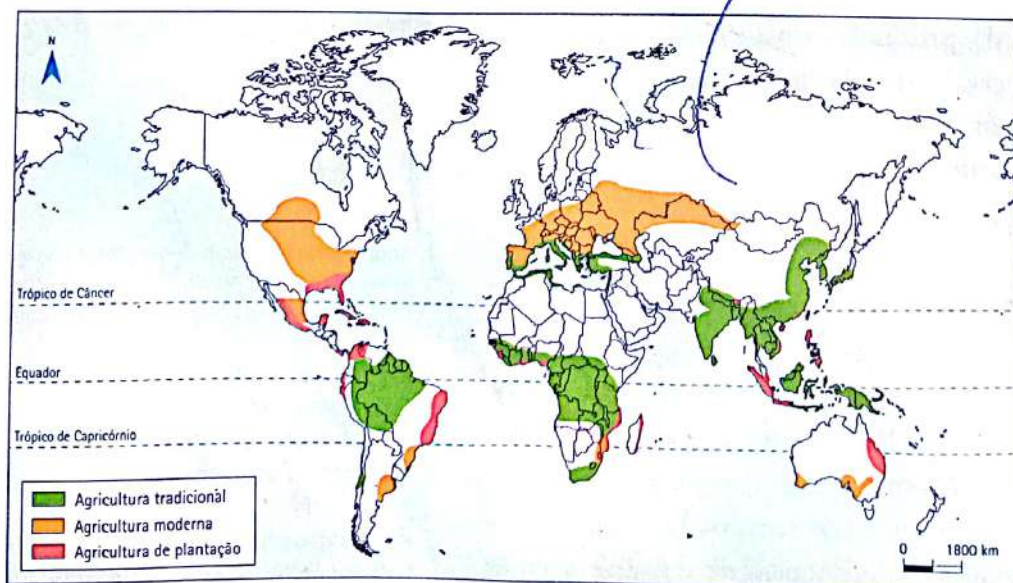 N
Trópico de Câncer
Equador
Trópico de Capricórnio
Agricultura tradicional
Agricultura moderna
Agricultura de plantação
0 1800 km